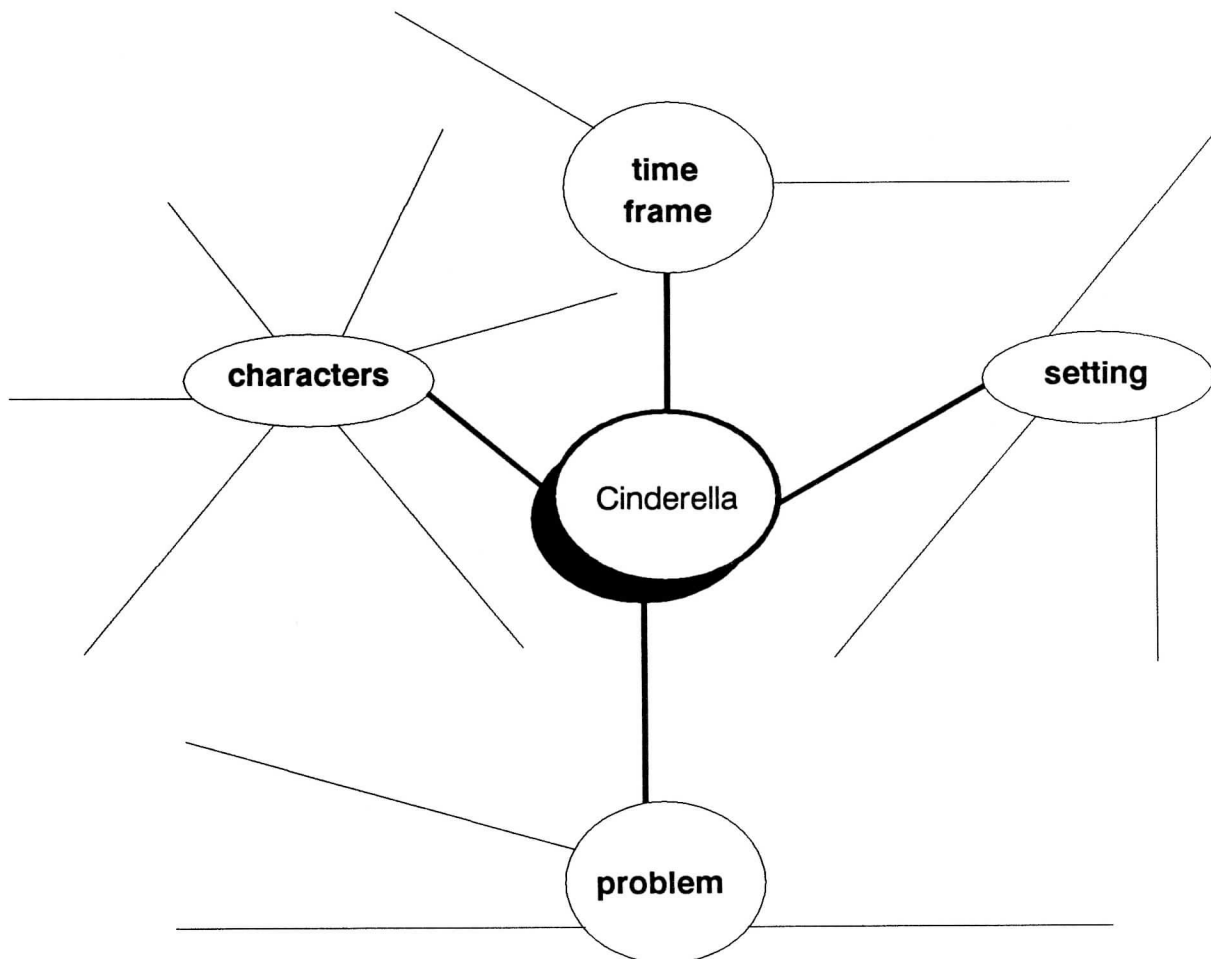 time
frame
characters
setting
Cinderella
problem